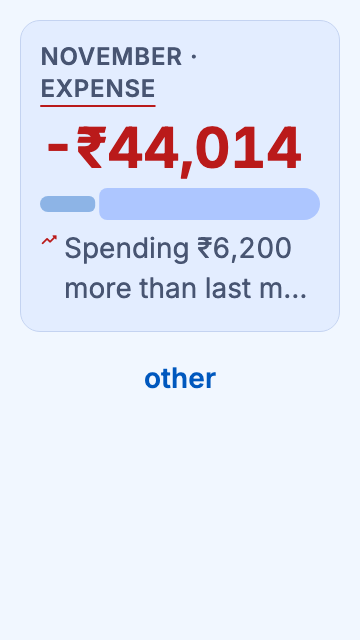 NOVEMBER ·
EXPENSE
-₹44,014
Spending ₹6,200
more than last m...
other